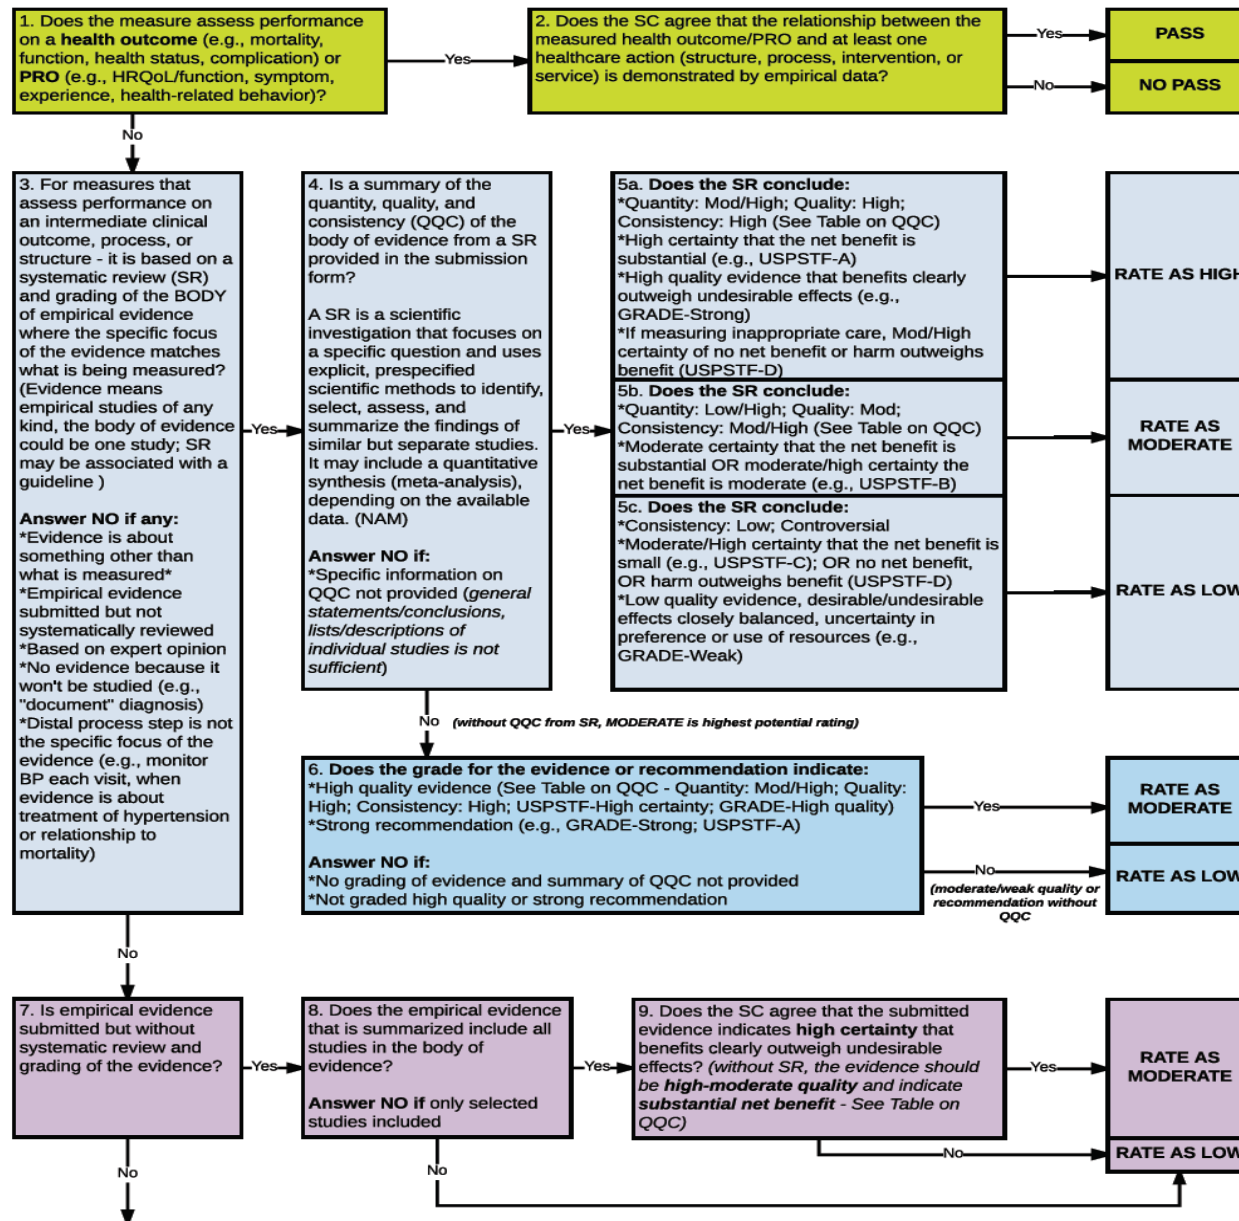 1. Does the measure assess performance
on a health outcome (e.g., mortality,
function, health status, complication) or
PRO (e.g., HRQoL/function, symptom,
experience, health-related behavior)?
Yes
2. Does the SC agree that the relationship between the
measured health outcome/PRO and at least one
healthcare action (structure, process, intervention, or
service) is demonstrated by empirical data?
Yes
PASS
No
NO PASS
No
3. For measures that
assess performance on
an intermediate clinical
outcome, process, or
structure - it is based on a
systematic review (SR)
and grading of the BODY
of empirical evidence
where the specific focus
of the evidence matches
what is being measured?
(Evidence means
empirical studies of any
kind, the body of evidence
could be one study; SR
may be associated with a
guideline )
Answer NO if any:
*Evidence is about
something other than
what is measured*
*Empirical evidence
submitted but not
systematically reviewed
*Based on expert opinion
*No evidence because it
won't be studied (e.g.,
"document" diagnosis)
*Distal process step is not
the specific focus of the
evidence (e.g., monitor
BP each visit, when
evidence is about
treatment of hypertension
or relationship to
mortality)
Yes
4. Is a summary of the
quantity, quality, and
consistency (QQC) of the
body of evidence from a SR
provided in the submission
form?
A SR is a scientific
investigation that focuses on
a specific question and uses
explicit, prespecified
scientific methods to identify,
select, assess, and
summarize the findings of
similar but separate studies.
It may include a quantitative
synthesis (meta-analysis),
depending on the available
data. (NAM)
Answer NO if:
*Specific information on
QQC not provided (general
statements/conclusions,
lists/descriptions of
individual studies is not
sufficient)
Yes
5a. Does the SR conclude:
*Quantity: Mod/High; Quality: High;
Consistency: High (See Table on QQC)
*High certainty that the net benefit is
substantial (e.g., USPSTF-A)
*High quality evidence that benefits clearly
outweigh undesirable effects (e.g.,
GRADE-Strong)
*If measuring inappropriate care, Mod/High
certainty of no net benefit or harm outweighs
benefit (USPSTF-D)
RATE AS HIGH
5b. Does the SR conclude:
*Quantity: Low/High; Quality: Mod;
Consistency: Mod/High (See Table on QQC)
*Moderate certainty that the net benefit is
substantial OR moderate/high certainty the
net benefit is moderate (e.g., USPSTF-B)
RATE AS
MODERATE
5c. Does the SR conclude:
*Consistency: Low; Controversial
*Moderate/High certainty that the net benefit is
small (e.g., USPSTF-C); OR no net benefit,
OR harm outweighs benefit (USPSTF-D)
*Low quality evidence, desirable/undesirable
effects closely balanced, uncertainty in
preference or use of resources (e.g.,
GRADE-Weak)
RATE AS LOW
No (without QQC from SR, MODERATE is highest potential rating)
6. Does the grade for the evidence or recommendation indicate:
*High quality evidence (See Table on QQC - Quantity: Mod/High; Quality:
High; Consistency: High; USPSTF-High certainty; GRADE-High quality)
*Strong recommendation (e.g., GRADE-Strong; USPSTF-A)
Answer NO if:
*No grading of evidence and summary of QQC not provided
*Not graded high quality or strong recommendation
Yes
RATE AS
MODERATE
No
(moderate/weak quality or
recommendation without
QQC
RATE AS LOW
No
7. Is empirical evidence
submitted but without
systematic review and
grading of the evidence?
Yes
8. Does the empirical evidence
that is summarized include all
studies in the body of
evidence?
Answer NO if only selected
studies included
Yes
9. Does the SC agree that the submitted
evidence indicates high certainty that
benefits clearly outweigh undesirable
effects? (without SR, the evidence should
be high-moderate quality and indicate
substantial net benefit - See Table on
QQC)
Yes
RATE AS
MODERATE
No
RATE AS LOW
No
No